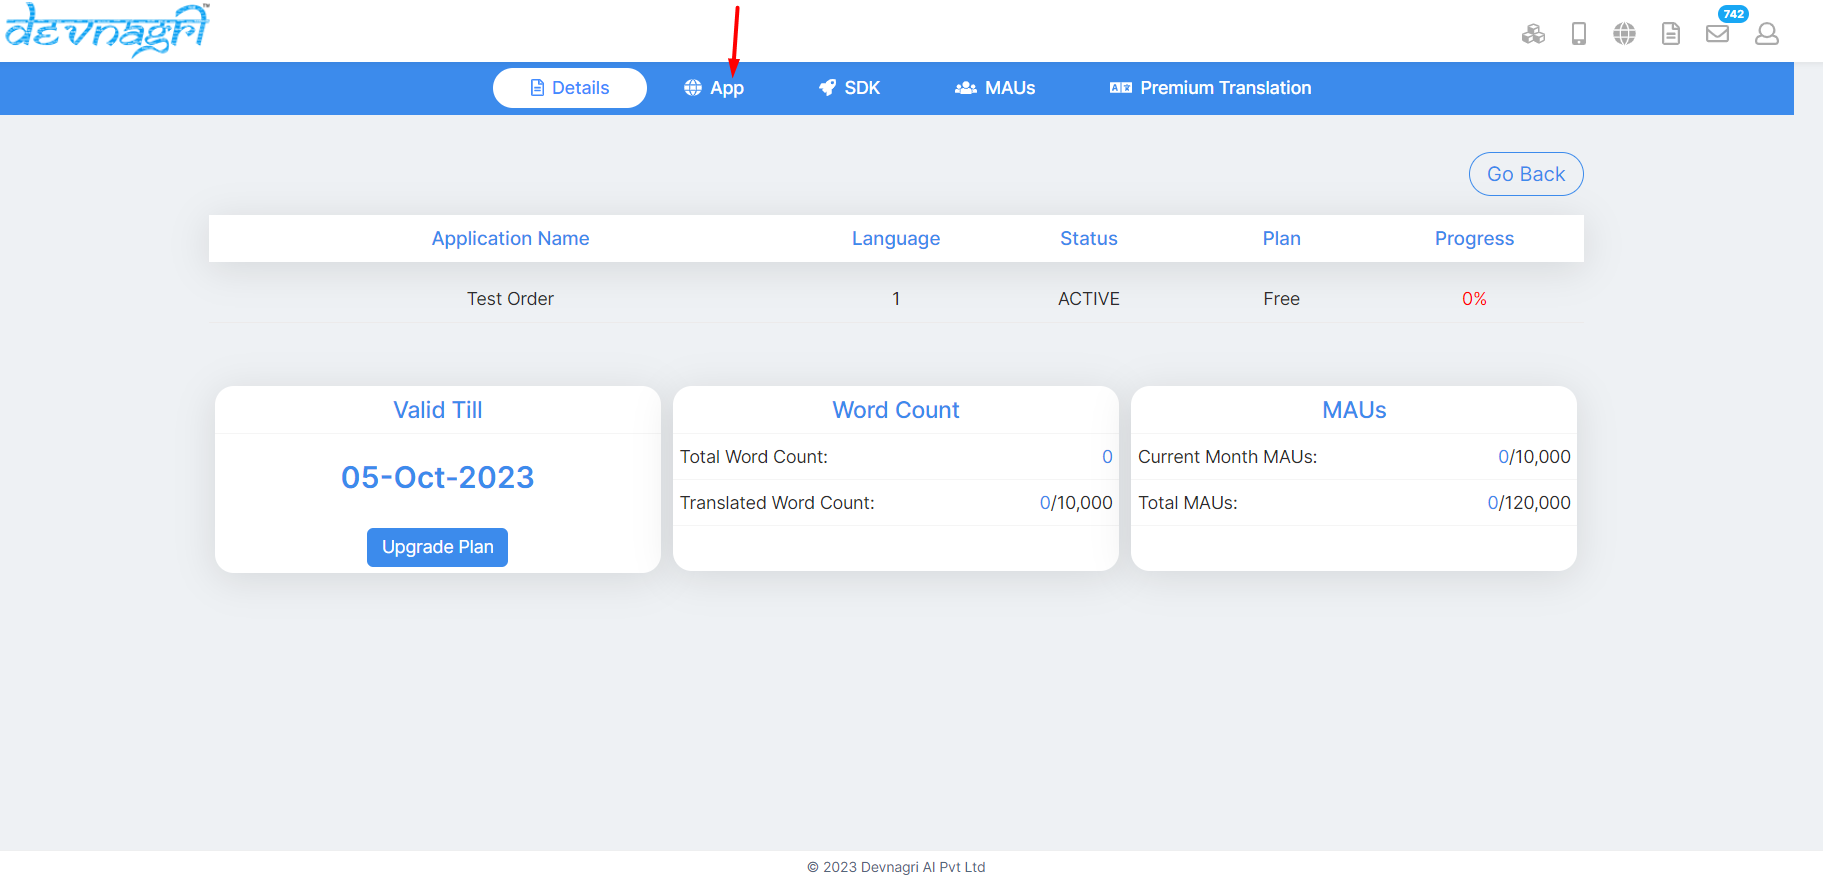 devnagri™
742
Details App SDK MAUs Premium Translation
Go Back
Application Name Language Status Plan Progress
Test Order 1 ACTIVE Free 0%
Valid Till
05-Oct-2023
Upgrade Plan
Word Count
Total Word Count: 0
Translated Word Count: 0/10,000
MAUs
Current Month MAUs: 0/10,000
Total MAUs: 0/120,000
© 2023 Devnagri AI Pvt Ltd